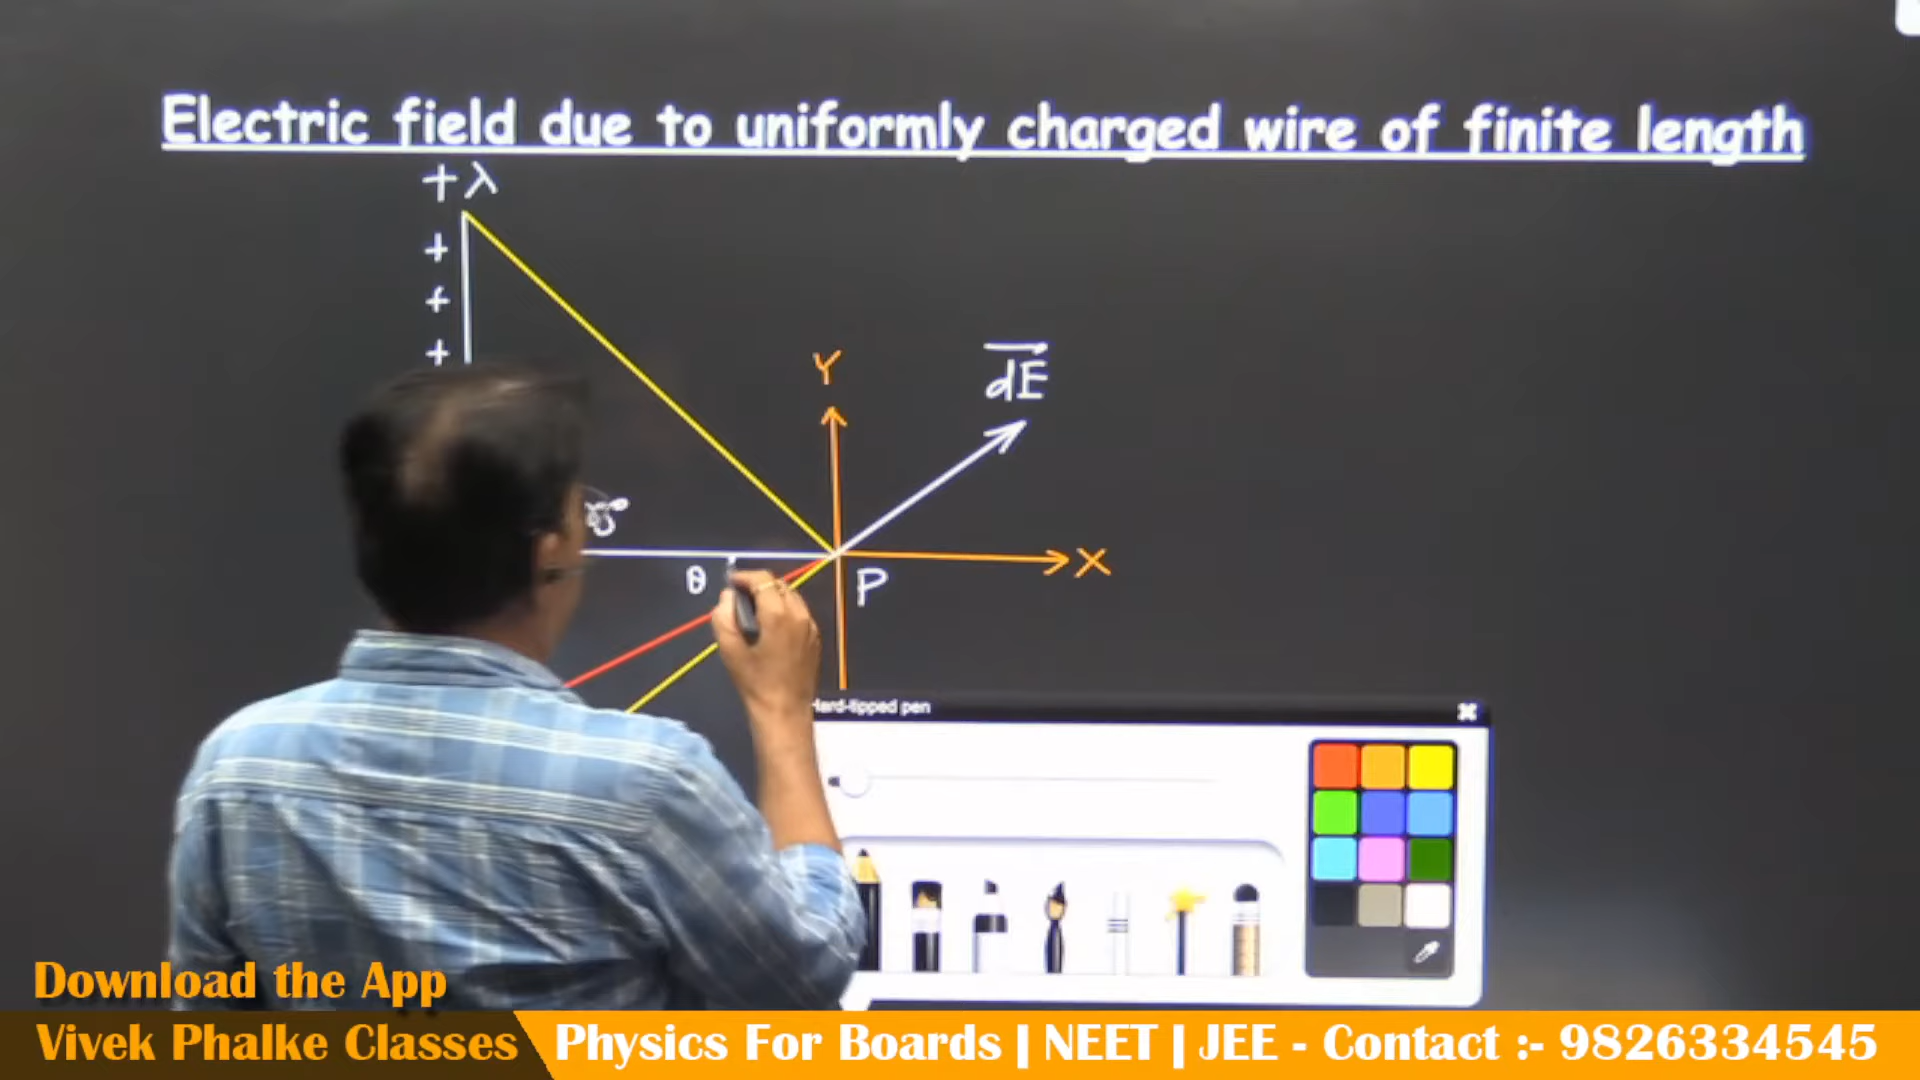 Electric field due to uniformly charged wire of finite length
+λ
+
+
+
Y
dE
r
X
θ
P
Hard-tipped pen
Download the App
Vivek Phalke Classes
Physics For Boards | NEET | JEE - Contact :- 9826334545